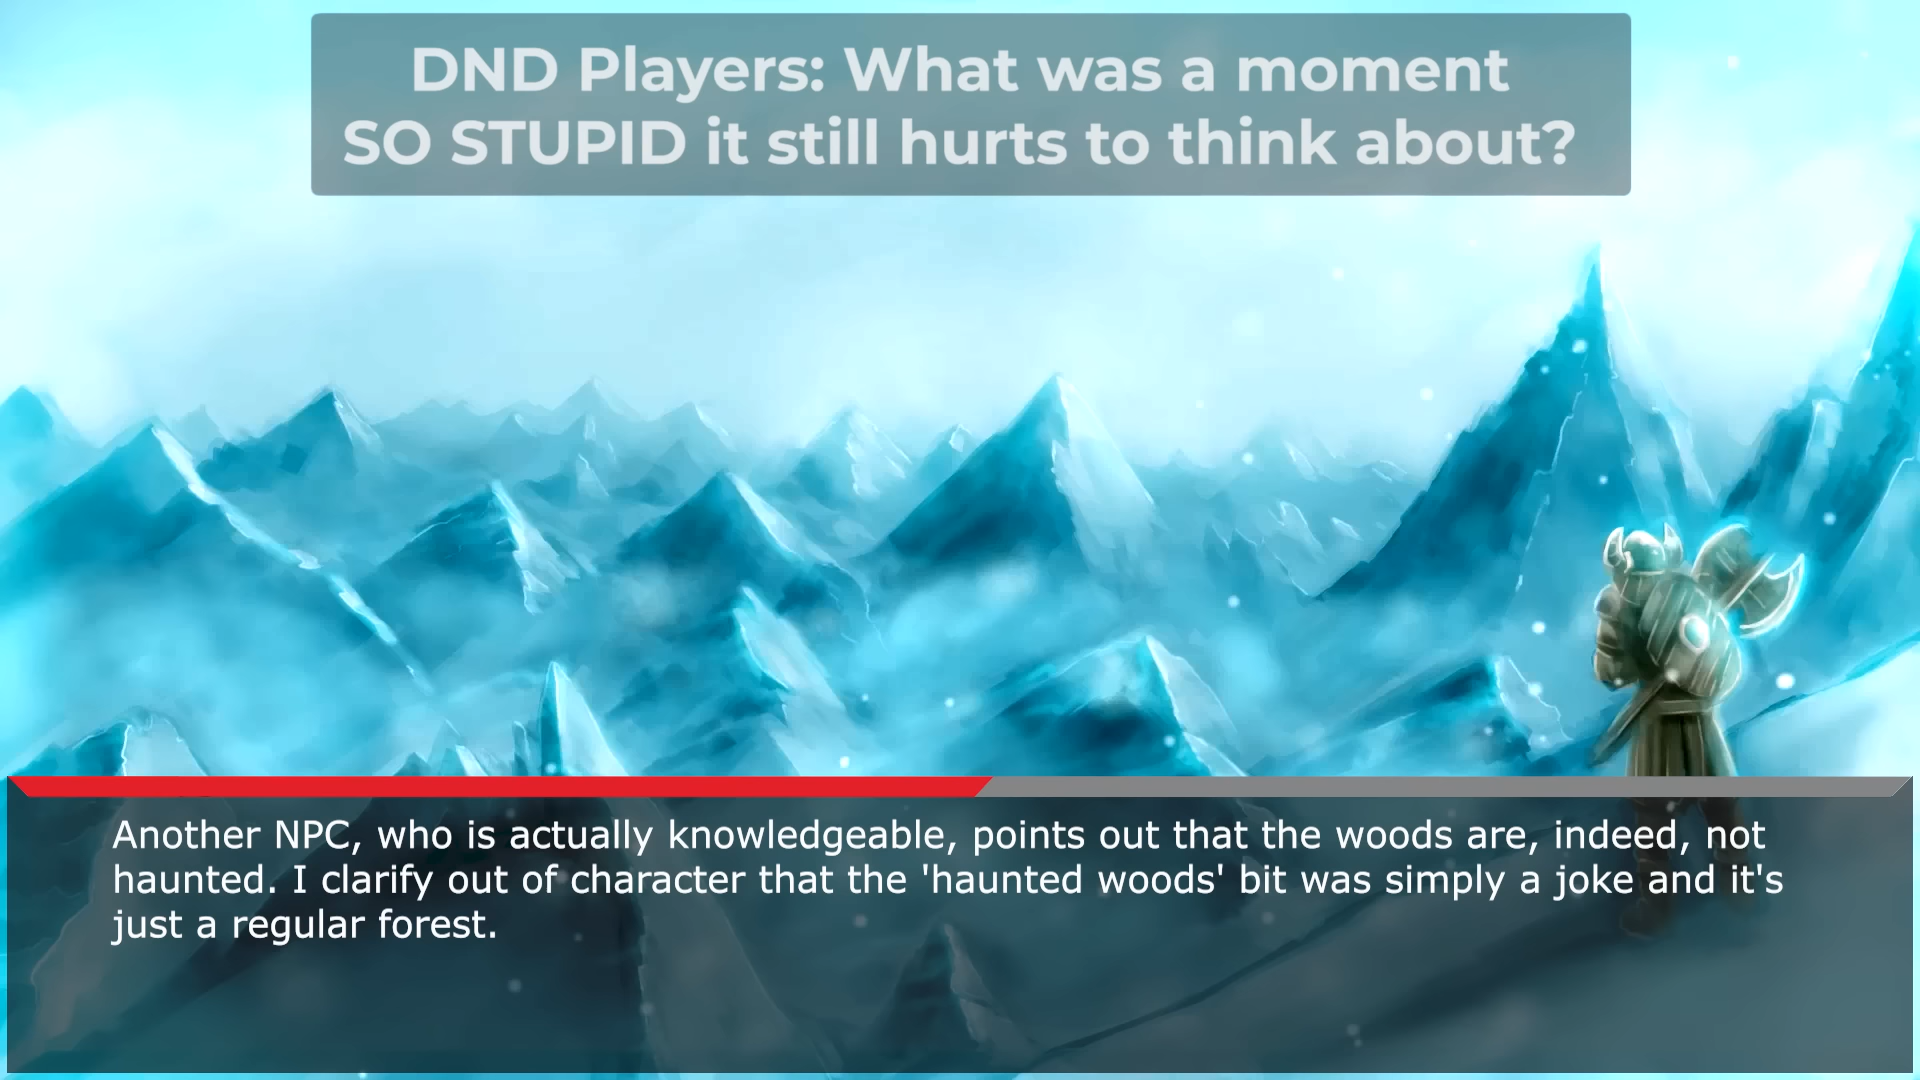 DND Players: What was a moment
SO STUPID it still hurts to think about?
Another NPC, who is actually knowledgeable, points out that the woods are, indeed, not
haunted. I clarify out of character that the 'haunted woods' bit was simply a joke and it's
just a regular forest.